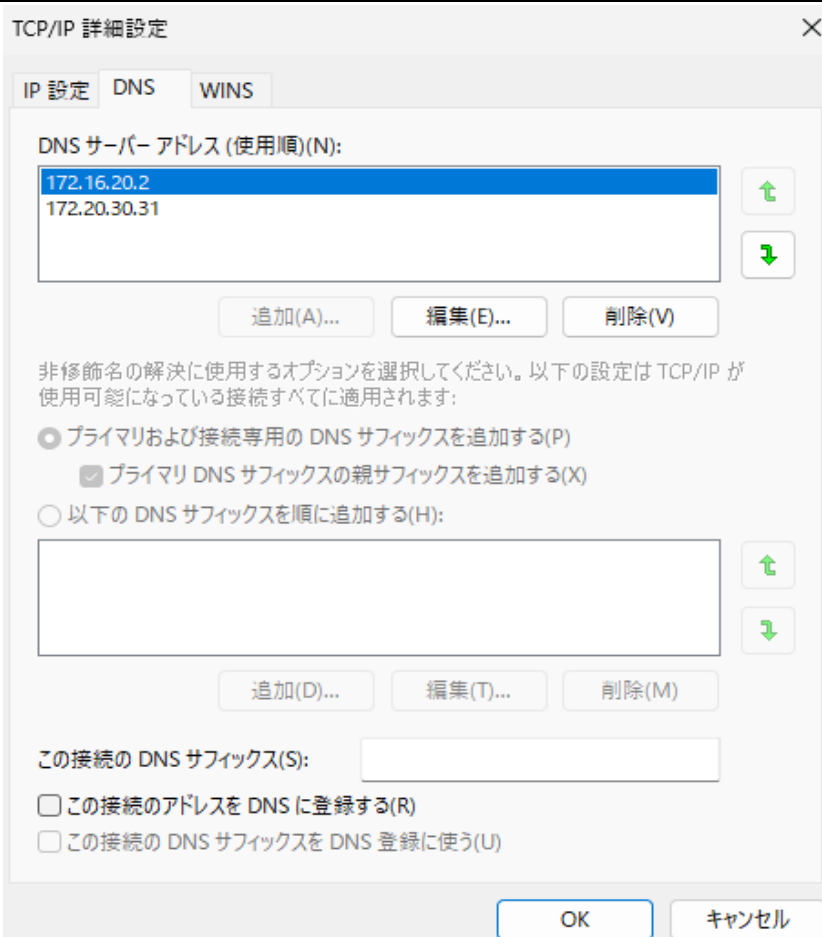 TCP/IP 詳細設定
IP 設定 DNS WINS
DNS サーバー アドレス (使用順)(N):
172.16.20.2
172.20.30.31
追加(A)... 編集(E)... 削除(V)
非修飾名の解決に使用するオプションを選択してください。以下の設定は TCP/IP が
使用可能になっている接続すべてに適用されます:
プライマリおよび接続専用の DNS サフィックスを追加する(P)
プライマリ DNS サフィックスの親サフィックスを追加する(X)
以下の DNS サフィックスを順に追加する(H):
追加(D)... 編集(T)... 削除(M)
この接続の DNS サフィックス(S):
この接続のアドレスを DNS に登録する(R)
この接続の DNS サフィックスを DNS 登録に使う(U)
OK キャンセル